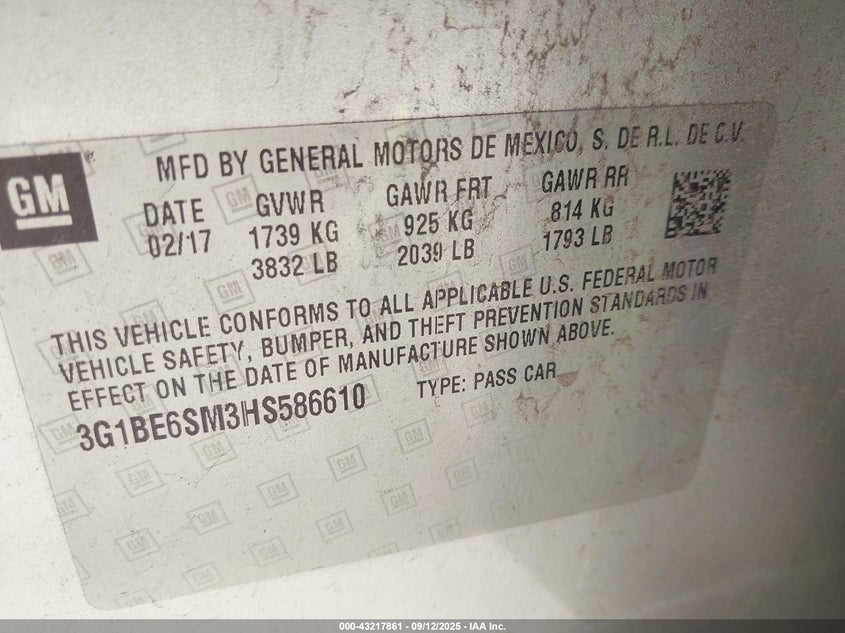 GM
MFD BY GENERAL MOTORS DE MEXICO, S. DE R.L. DE C.V.
DATE GVWR GAWR FRT GAWR RR
02/17 1739 KG 925 KG 814 KG
3832 LB 2039 LB 1793 LB
THIS VEHICLE CONFORMS TO ALL APPLICABLE U.S. FEDERAL MOTOR
VEHICLE SAFETY, BUMPER, AND THEFT PREVENTION STANDARDS IN
EFFECT ON THE DATE OF MANUFACTURE SHOWN ABOVE.
3G1BE6SM3HS586610 TYPE: PASS CAR
000-43217861 - 09/12/2025 - IAA Inc.